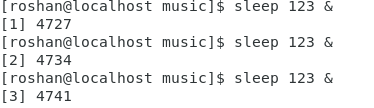 [roshan@localhost music]$ sleep 123 &
[1] 4727
[roshan@localhost music]$ sleep 123 &
[2] 4734
[roshan@localhost music]$ sleep 123 &
[3] 4741